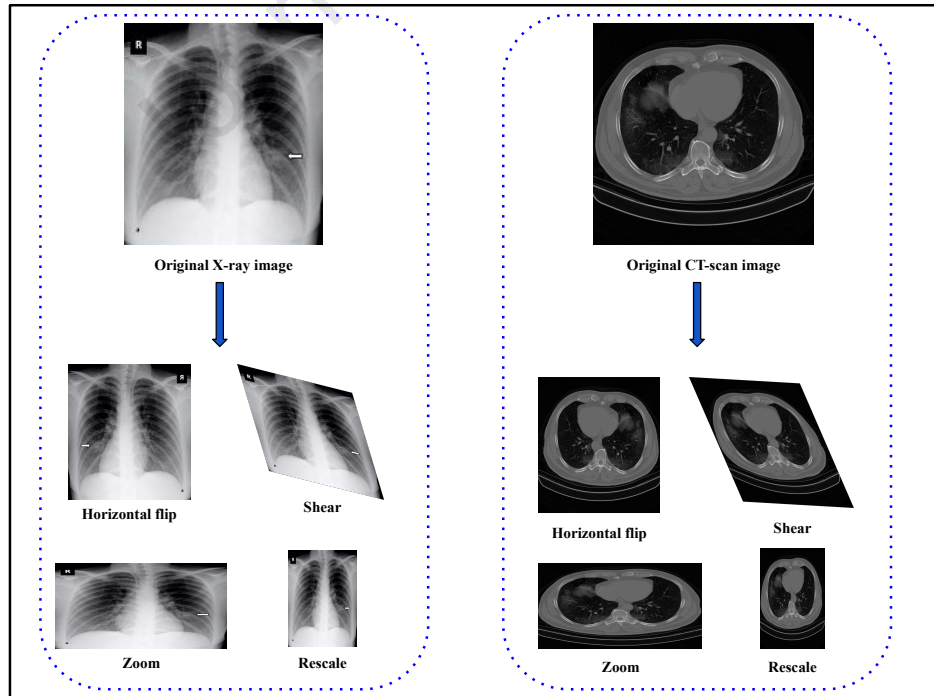 R
Original X-ray image
Original CT-scan image
Horizontal flip
Shear
Horizontal flip
Shear
Zoom
Rescale
Zoom
Rescale